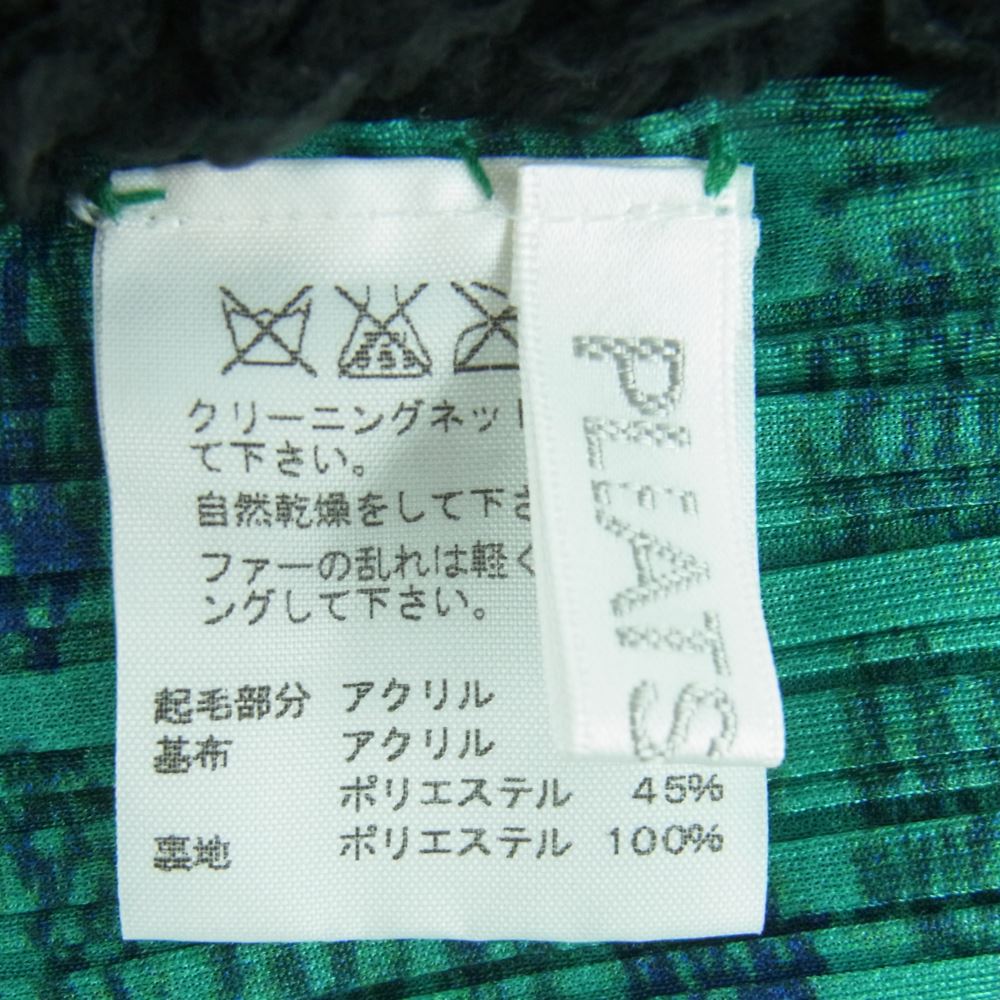 クリーニングネット
て下さい。
自然乾燥をして下さ
ファーの乱れは軽く
ングして下さい。
起毛部分 アクリル
基布 アクリル
ポリエステル 45%
裏地 ポリエステル 100%
PLEATS